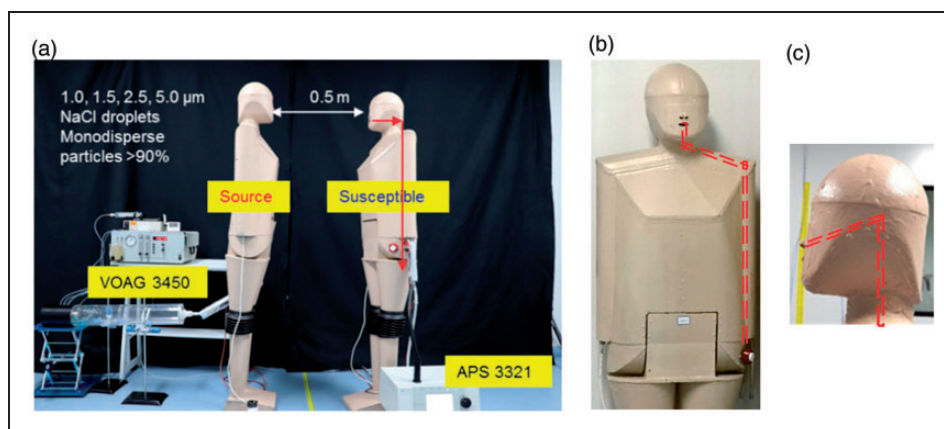 (a)
1.0, 1.5, 2.5, 5.0 µm
NaCl droplets
Monodisperse
particles >90%
0.5 m
Source
Susceptible
VOAG 3450
APS 3321
(b)
(c)